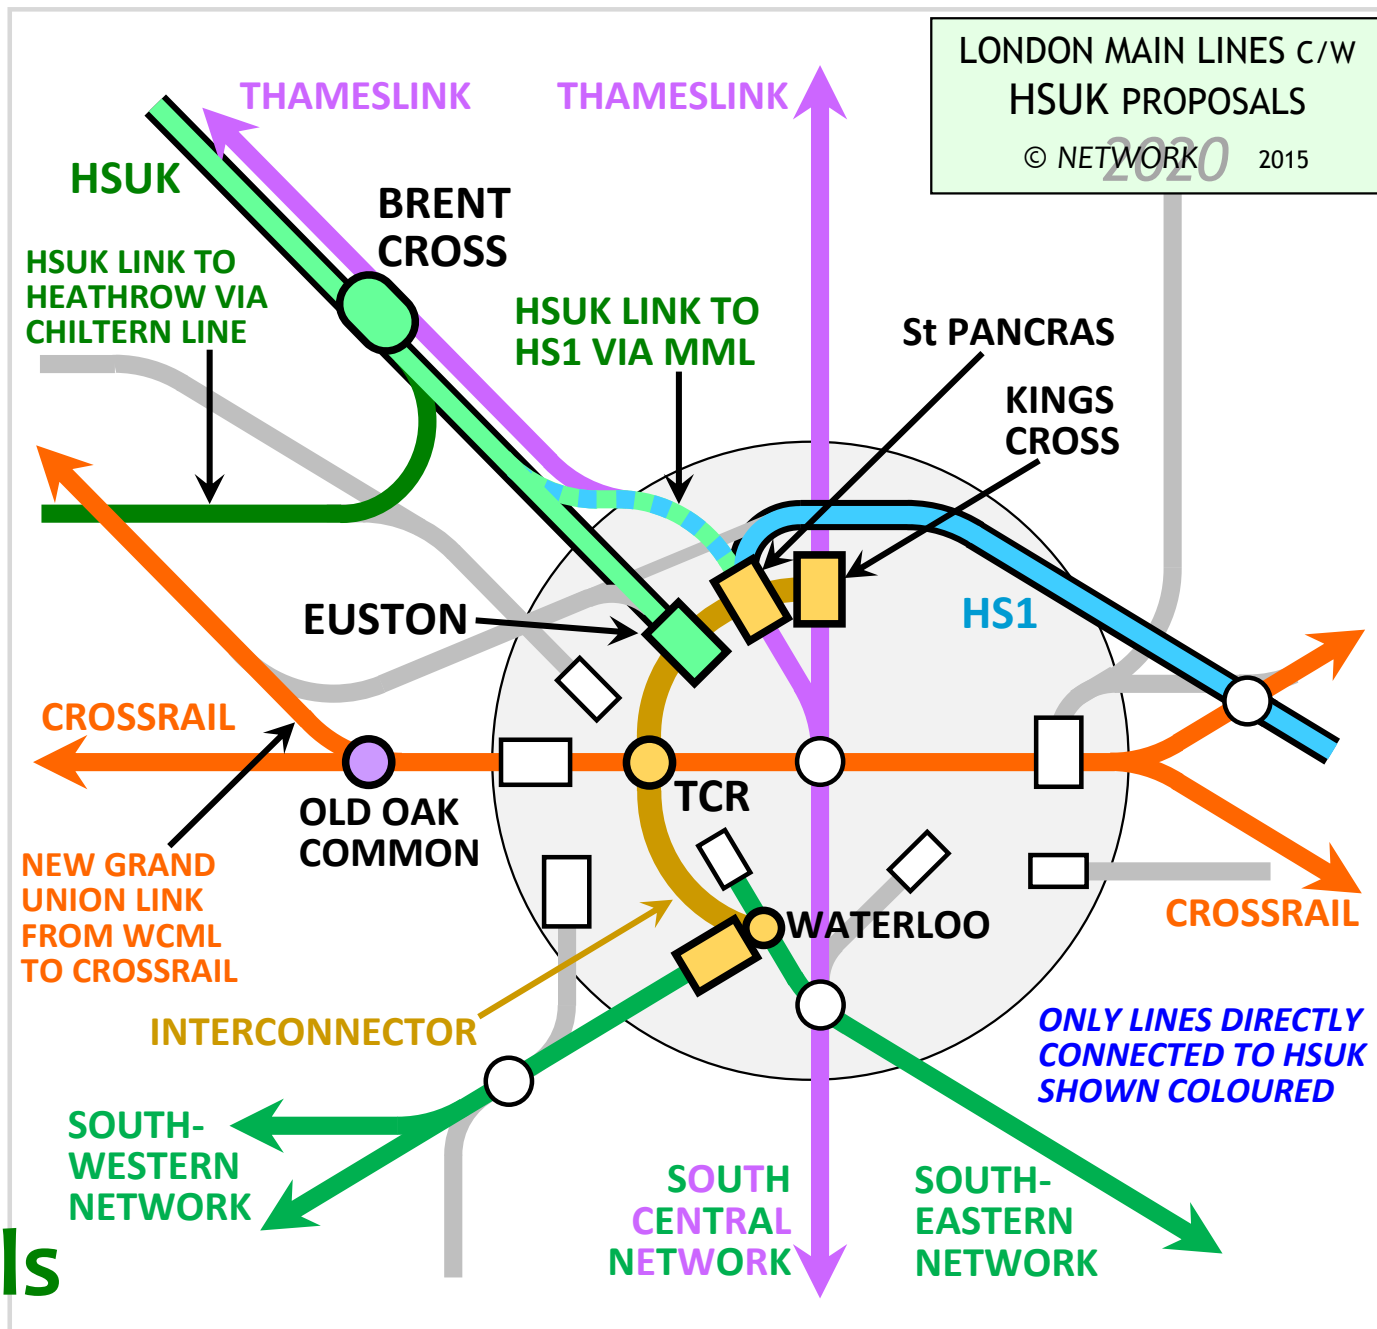 LONDON MAIN LINES C/W
HSUK PROPOSALS
© NETWORK 2020 2015
THAMESLINK
THAMESLINK
HSUK
BRENT
CROSS
HSUK LINK TO
HEATHROW VIA
CHILTERN LINE
HSUK LINK TO
HS1 VIA MML
St PANCRAS
KINGS
CROSS
EUSTON
HS1
CROSSRAIL
OLD OAK
COMMON
TCR
NEW GRAND
UNION LINK
FROM WCML
TO CROSSRAIL
WATERLOO
CROSSRAIL
INTERCONNECTOR
ONLY LINES DIRECTLY
CONNECTED TO HSUK
SHOWN COLOURED
SOUTH-
WESTERN
NETWORK
SOUTH
CENTRAL
NETWORK
SOUTH-
EASTERN
NETWORK
ls